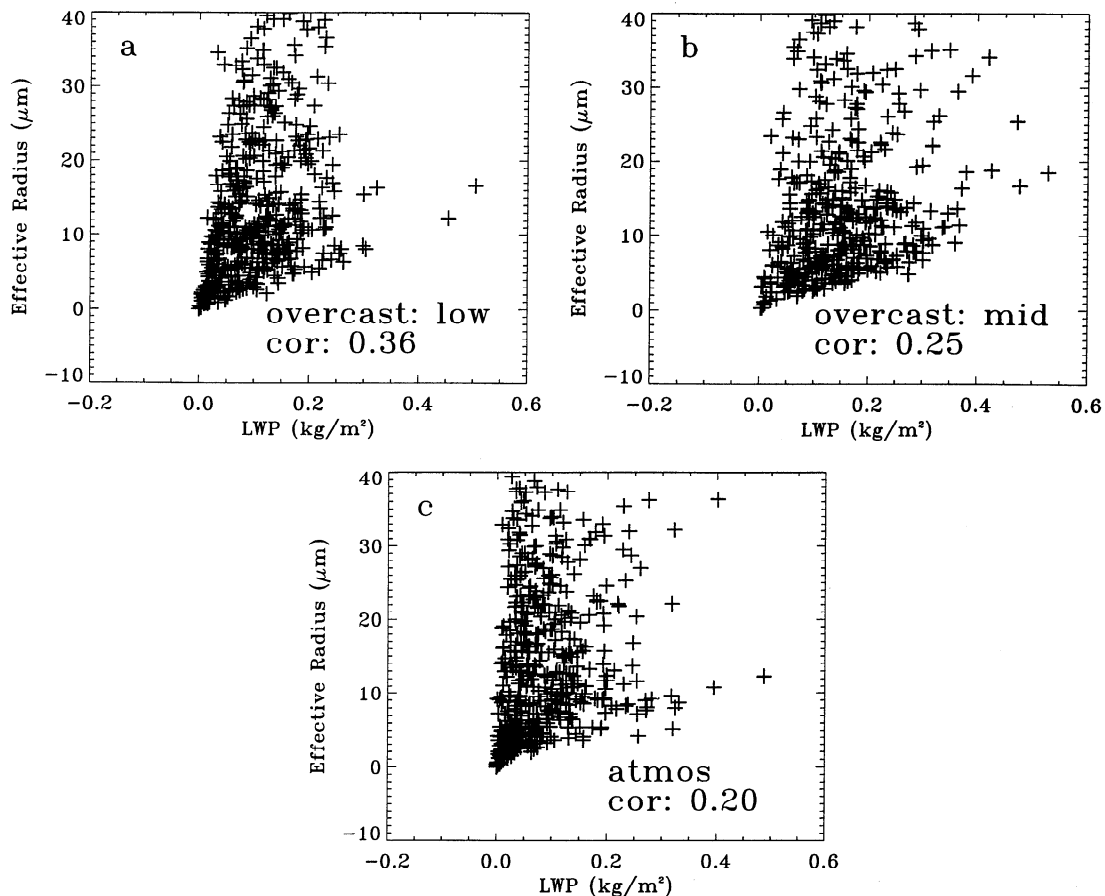 a
40
30
20
10
0
−10
Effective Radius (μm)
overcast: low
cor: 0.36
−0.2
0.0
0.2
0.4
0.6
LWP (kg/m²)
b
40
30
20
10
0
−10
Effective Radius (μm)
overcast: mid
cor: 0.25
−0.2
0.0
0.2
0.4
0.6
LWP (kg/m²)
c
40
30
20
10
0
−10
Effective Radius (μm)
atmos
cor: 0.20
−0.2
0.0
0.2
0.4
0.6
LWP (kg/m²)